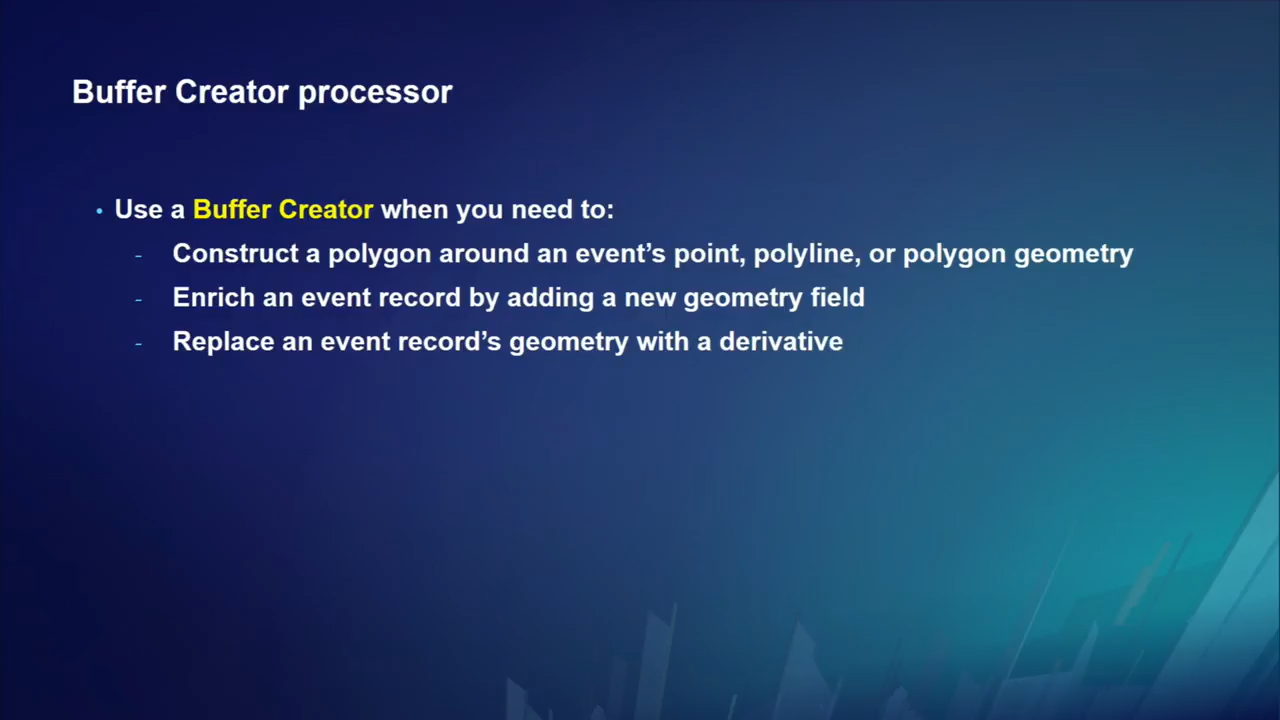 Buffer Creator processor
• Use a Buffer Creator when you need to:
- Construct a polygon around an event’s point, polyline, or polygon geometry
- Enrich an event record by adding a new geometry field
- Replace an event record’s geometry with a derivative